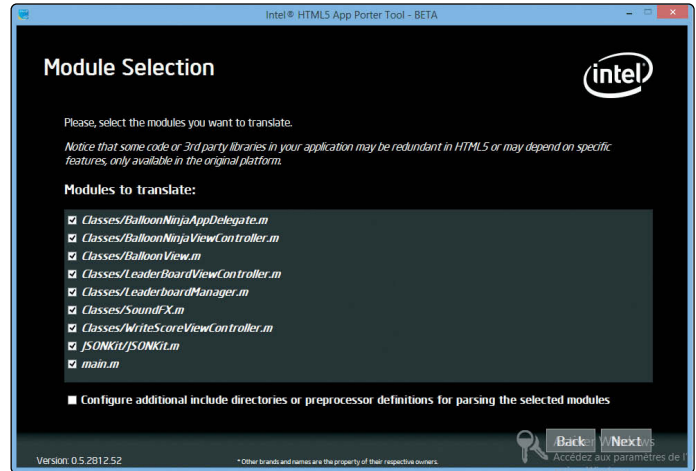 Intel® HTML5 App Porter Tool - BETA
Module Selection
intel
Please, select the modules you want to translate.
Notice that some code or 3rd party libraries in your application may be redundant in HTML5 or may depend on specific
features, only available in the original platform.
Modules to translate:
Classes/BalloonNinjaAppDelegate.m
Classes/BalloonNinjaViewController.m
Classes/BalloonView.m
Classes/LeaderBoardViewController.m
Classes/LeaderboardManager.m
Classes/SoundFX.m
Classes/WriteScoreViewController.m
JSONKit/JSONKit.m
main.m
Configure additional include directories or preprocessor definitions for parsing the selected modules
Back Next
Accédez aux paramètres de l'
Version: 0.5.2812.52
* Other brands and names are the property of their respective owners.